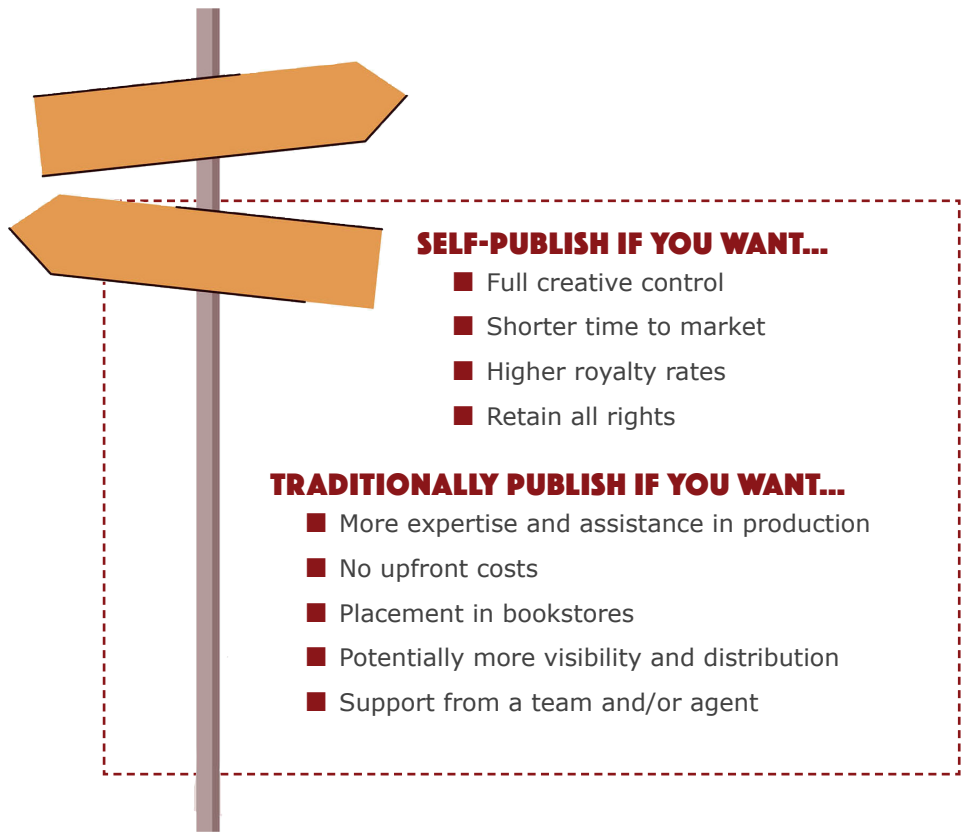 SELF-PUBLISH IF YOU WANT...
■ Full creative control
■ Shorter time to market
■ Higher royalty rates
■ Retain all rights
TRADITIONALLY PUBLISH IF YOU WANT...
■ More expertise and assistance in production
■ No upfront costs
■ Placement in bookstores
■ Potentially more visibility and distribution
■ Support from a team and/or agent